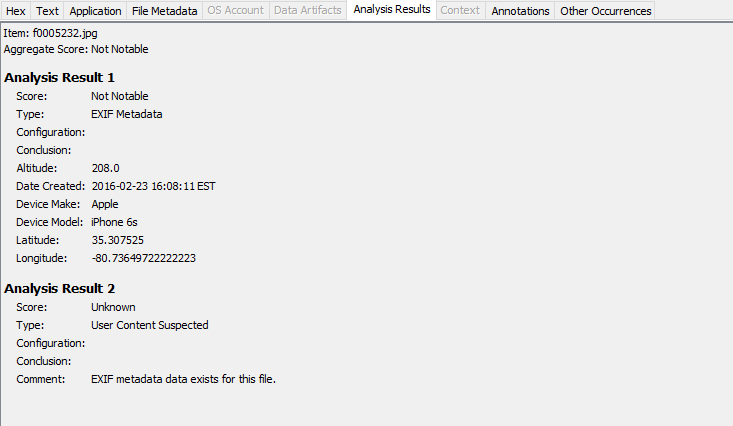 Hex Text Application File Metadata OS Account Data Artifacts Analysis Results Context Annotations Other Occurrences
Item: f0005232.jpg
Aggregate Score: Not Notable
Analysis Result 1
Score: Not Notable
Type: EXIF Metadata
Configuration:
Conclusion:
Altitude: 208.0
Date Created: 2016-02-23 16:08:11 EST
Device Make: Apple
Device Model: iPhone 6s
Latitude: 35.307525
Longitude: -80.73649722222223
Analysis Result 2
Score: Unknown
Type: User Content Suspected
Configuration:
Conclusion:
Comment: EXIF metadata data exists for this file.